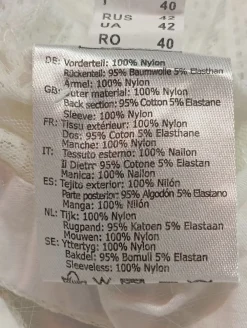 40
RUS 42
UA 42
RO 40
DE: Vorderteil: 100% Nylon
Rückenteil: 95% Baumwolle 5% Elasthan
Ärmel: 100% Nylon
GB: Outer material: 100% Nylon
Back section: 95% Cotton 5% Elastane
Sleeve: 100% Nylon
FR: Tissu extérieur: 100% Nylon
Dos: 95% Coton 5% Elasthane
Manche: 100% Nylon
IT: Tessuto esterno: 100% Nailon
Il Dietrr 95% Cotone 5% Elastan
Manica: 100% Nailon
ES: Tejito exterior: 100% Nilón
Parte posterior: 95% Algodón 5% Elastano
Manga: 100% Nilón
NL: Tijk: 100% Nylon
Rugpand: 95% Katoen 5% Elastaan
Mouwen: 100% Nylon
SE: Yttertyg: 100% Nylon
Bakdel: 95% Bomuli 5% Elastan
Sleeveless: 100% Nylon